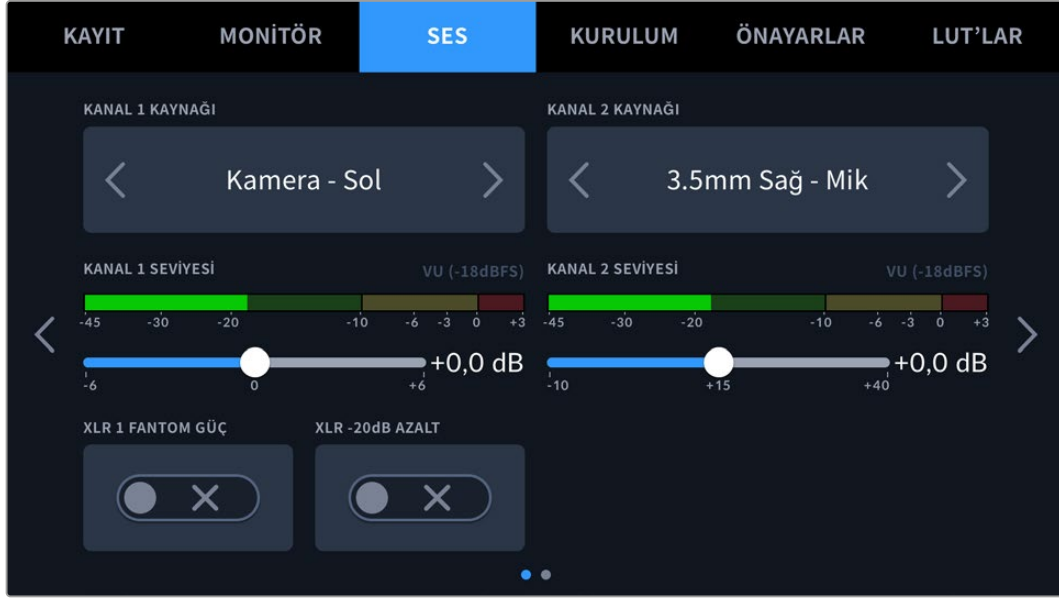 KAYIT MONİTÖR SES KURULUM ÖNAYARLAR LUT’LAR
KANAL 1 KAYNAĞI KANAL 2 KAYNAĞI
Kamera - Sol 3.5mm Sağ - Mik
KANAL 1 SEVİYESİ VU (-18dBFS) KANAL 2 SEVİYESİ VU (-18dBFS)
-45 -30 -20 -10 -6 -3 0 +3 -45 -30 -20 -10 -6 -3 0 +3
+0,0 dB +0,0 dB
-6 0 +6 -10 +15 +40
XLR 1 FANTOM GÜÇ XLR -20dB AZALT